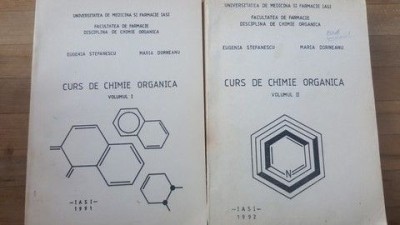 UNIVERSITATEA DE MEDICINA SI FARMACIE IASI
FACULTATEA DE FARMACIE
DISCIPLINA DE CHIMIE ORGANICA
EUGENIA STEFANESCU MARIA DORNEANU
CURS DE CHIMIE ORGANICA
VOLUMUL I
-IASI-
1991
UNIVERSITATEA DE MEDICINA SI FARMACIE IASI
FACULTATEA DE FARMACIE
DISCIPLINA DE CHIMIE ORGANICA
EUGENIA STEFANESCU MARIA DORNEANU
CURS DE CHIMIE ORGANICA
VOLUMUL II
N
-IASI-
1992